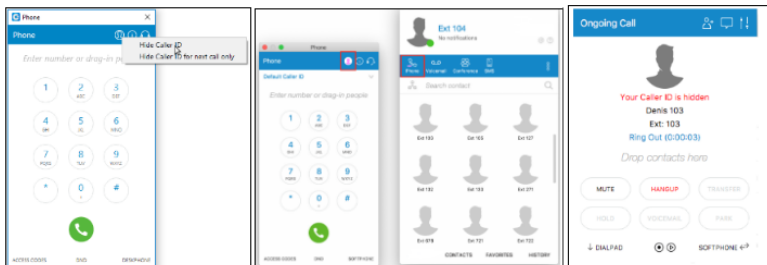 Phone
Phone
Hide Caller ID
Hide Caller ID for next call only
Enter number or drag-in
1
2
ABC
3
DEF
4
GHI
5
JKL
6
MNO
7
PQRS
8
TUV
9
WXYZ
*
0
+
#
ACCESS CODES
DND
DESKPHONE
Phone
Phone
Default Caller ID
Enter number or drag-in people
1
2
ABC
3
DEF
4
GHI
5
JKL
6
MNO
7
PQRS
8
TUV
9
WXYZ
*
0
+
#
ACCESS CODES
DND
SOFTPHONE
Ext 104
No notifications
Phone
Voicemail
Conference
SMS
Search contact
Ext 103
Ext 105
Ext 127
Ext 132
Ext 271
Ext 721
Ext 722
CONTACTS
FAVORITES
HISTORY
Ongoing Call
Your Caller ID is hidden
Denis 103
Ext: 103
Ring Out (0:00:03)
Drop contacts here
MUTE
HANGUP
TRANSFER
HOLD
VOICEMAIL
PARK
DIALPAD
SOFTPHONE